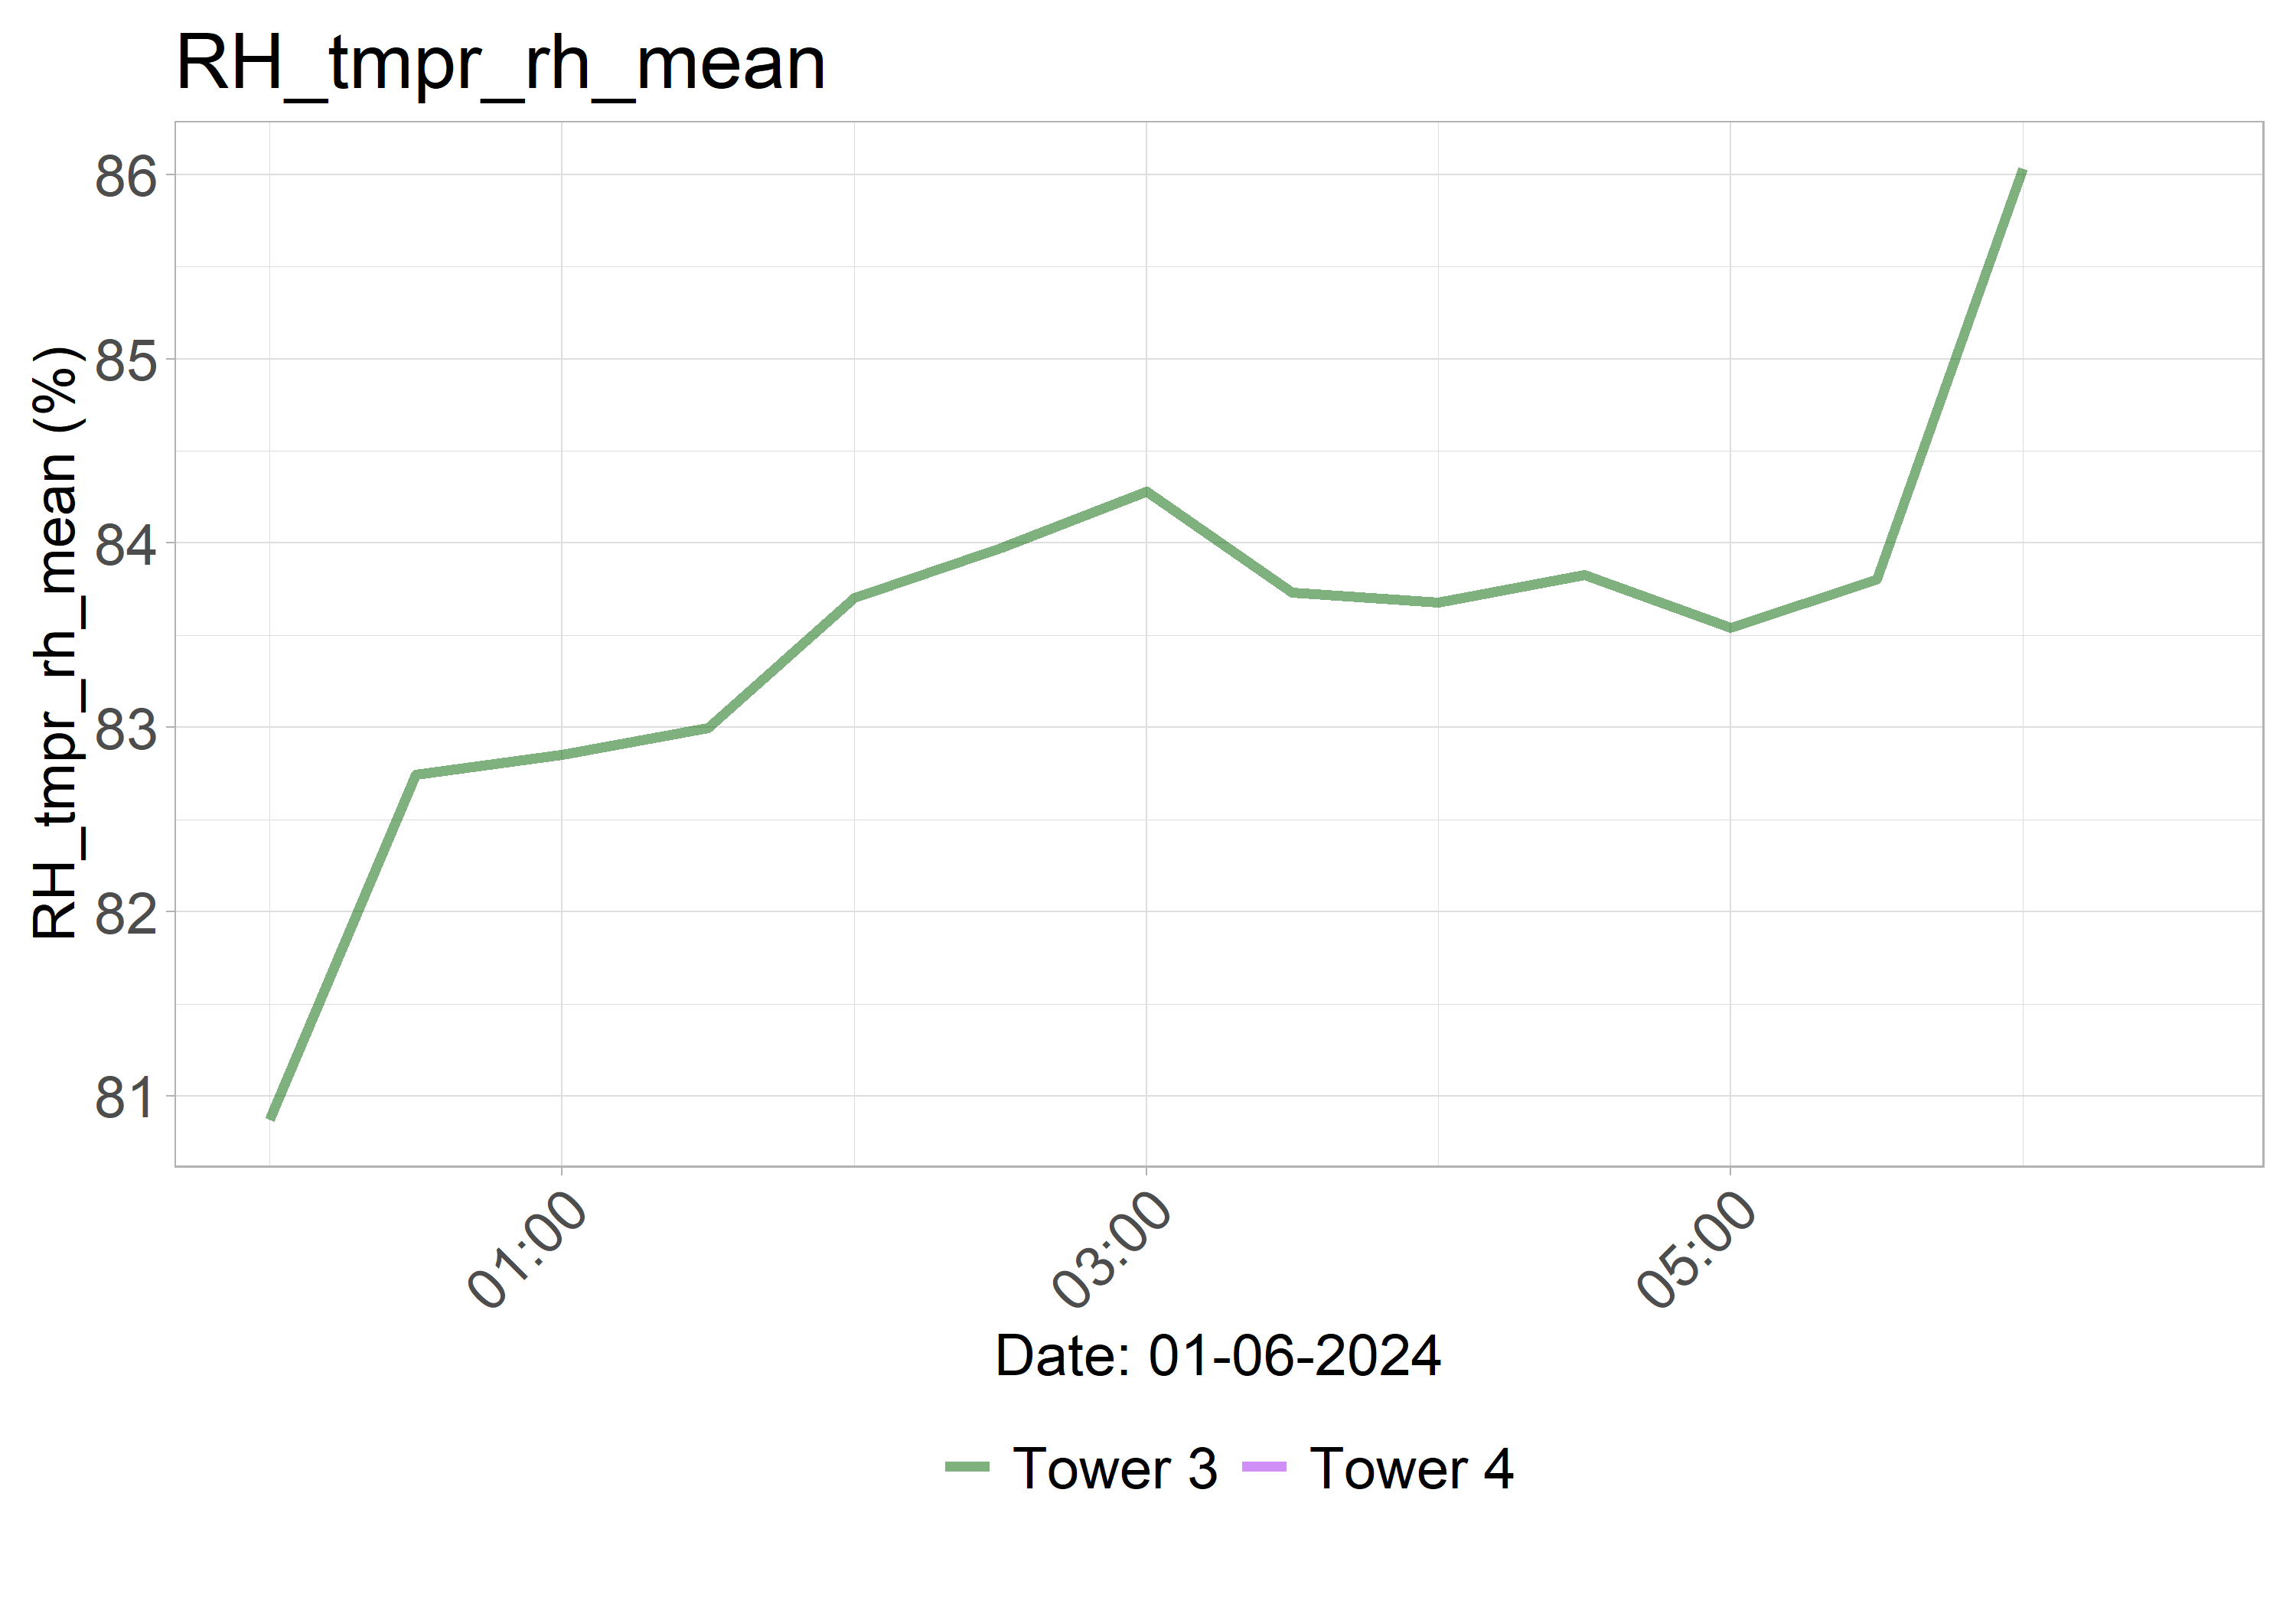 RH_tmpr_rh_mean
RH_tmpr_rh_mean (%)
86
85
84
83
82
81
01:00
03:00
05:00
Date: 01-06-2024
Tower 3
Tower 4